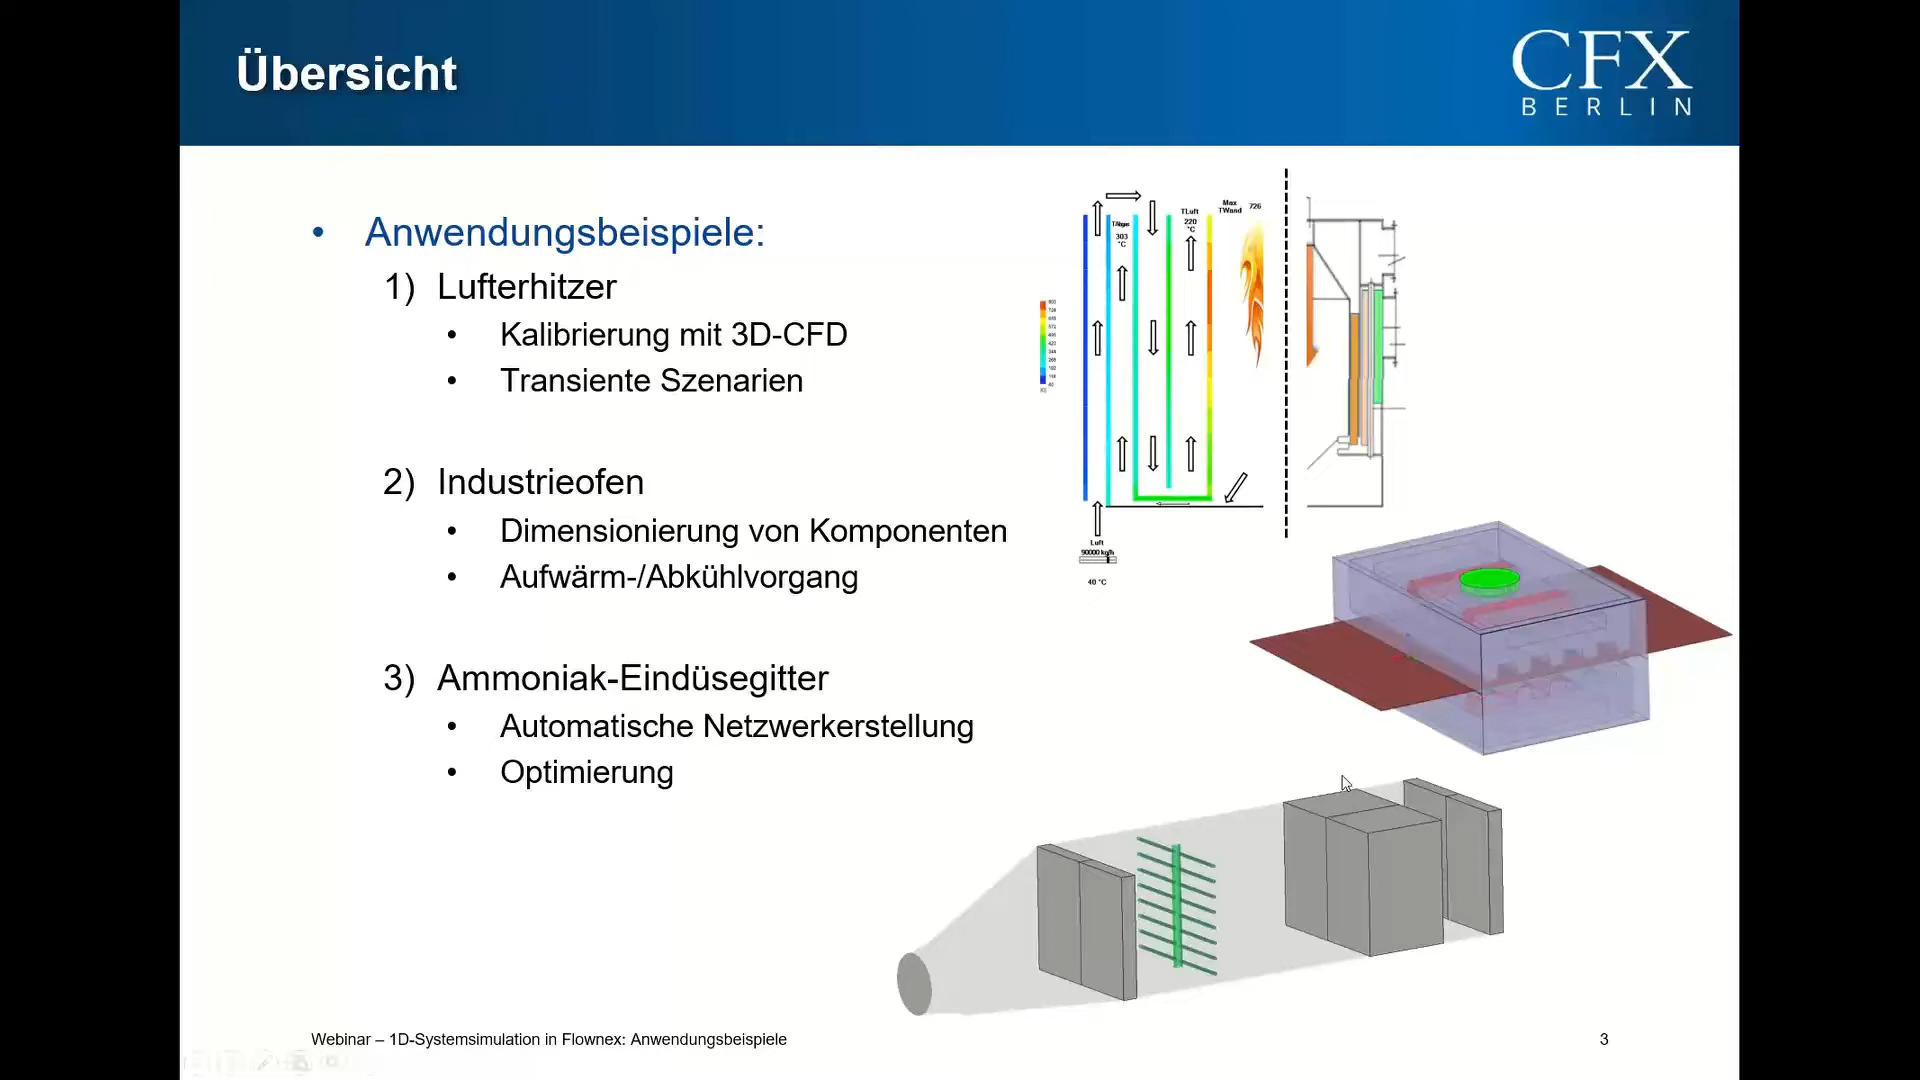 Übersicht
CFX
BERLIN
• Anwendungsbeispiele:
1) Lufterhitzer
• Kalibrierung mit 3D-CFD
• Transiente Szenarien
2) Industrieofen
• Dimensionierung von Komponenten
• Aufwärm-/Abkühlvorgang
3) Ammoniak-Eindüsegitter
• Automatische Netzwerkerstellung
• Optimierung
303
°C
TLuft
220
°C
Max
TWand
726
Luft
90000 kg/h
40 °C
Webinar – 1D-Systemsimulation in Flownex: Anwendungsbeispiele
3